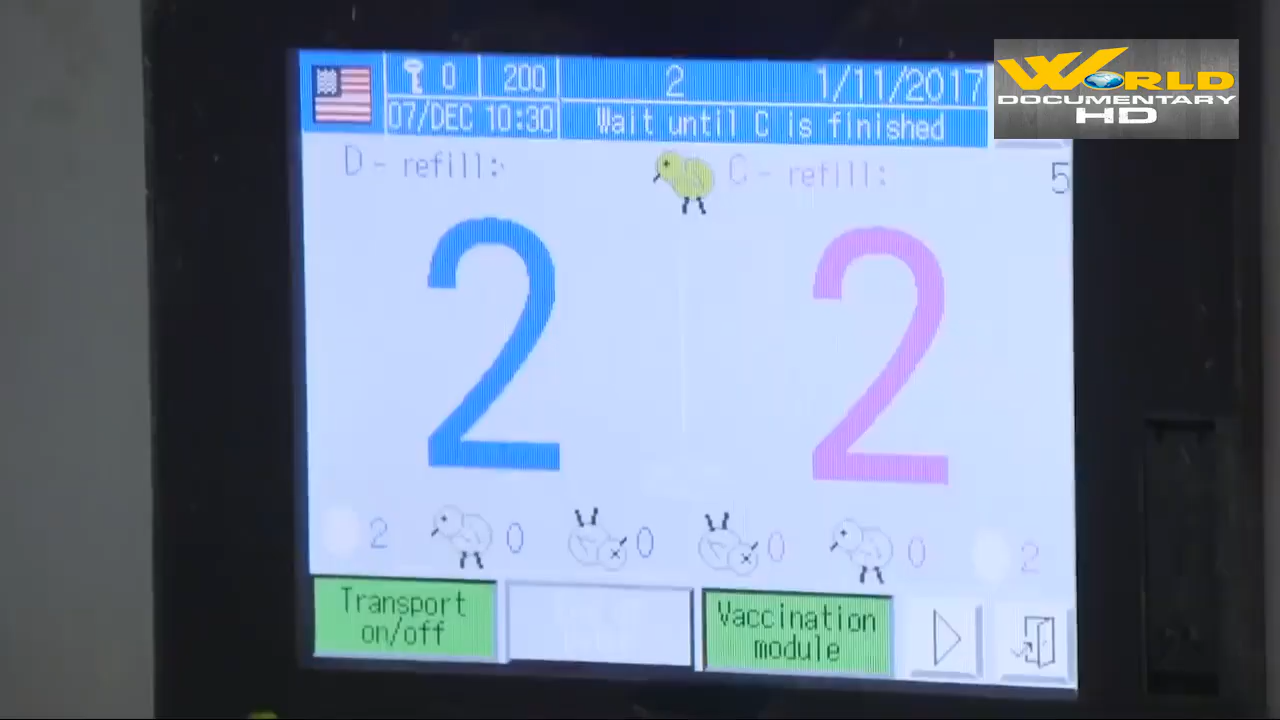 0 200 2 1/11/2017
07/DEC 10:30 Wait until C is finished
WORLD
DOCUMENTARY
HD
D - refill: C - refill: 5
2 2
2 0 0 0 0 2
Transport
on/off
Vaccination
module